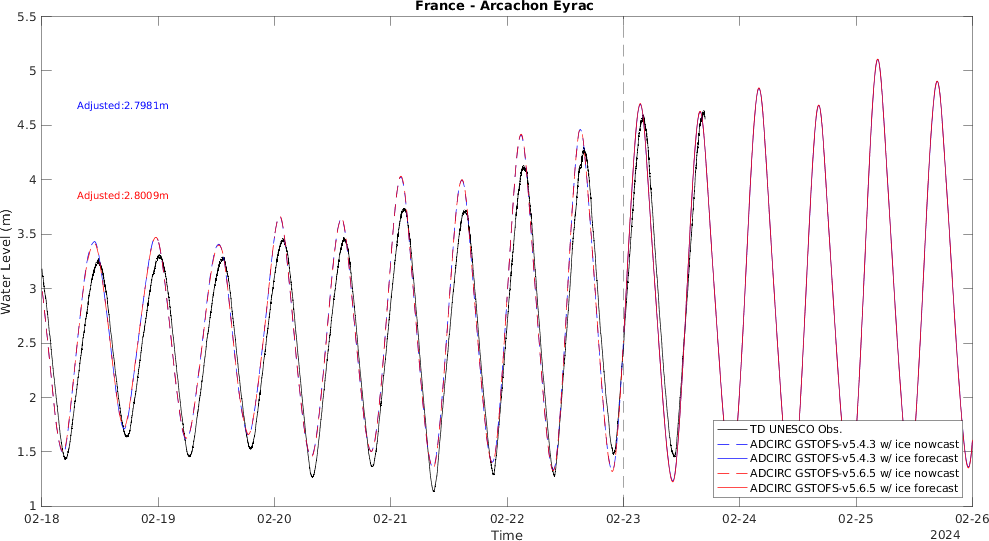 France - Arcachon Eyrac
5.5
5
4.5
4
3.5
3
2.5
2
1.5
1
Water Level (m)
Adjusted:2.7981m
Adjusted:2.8009m
TD UNESCO Obs.
ADCIRC GSTOFS-v5.4.3 w/ ice nowcast
ADCIRC GSTOFS-v5.4.3 w/ ice forecast
ADCIRC GSTOFS-v5.6.5 w/ ice nowcast
ADCIRC GSTOFS-v5.6.5 w/ ice forecast
02-18 02-19 02-20 02-21 02-22 02-23 02-24 02-25 02-26
Time
2024